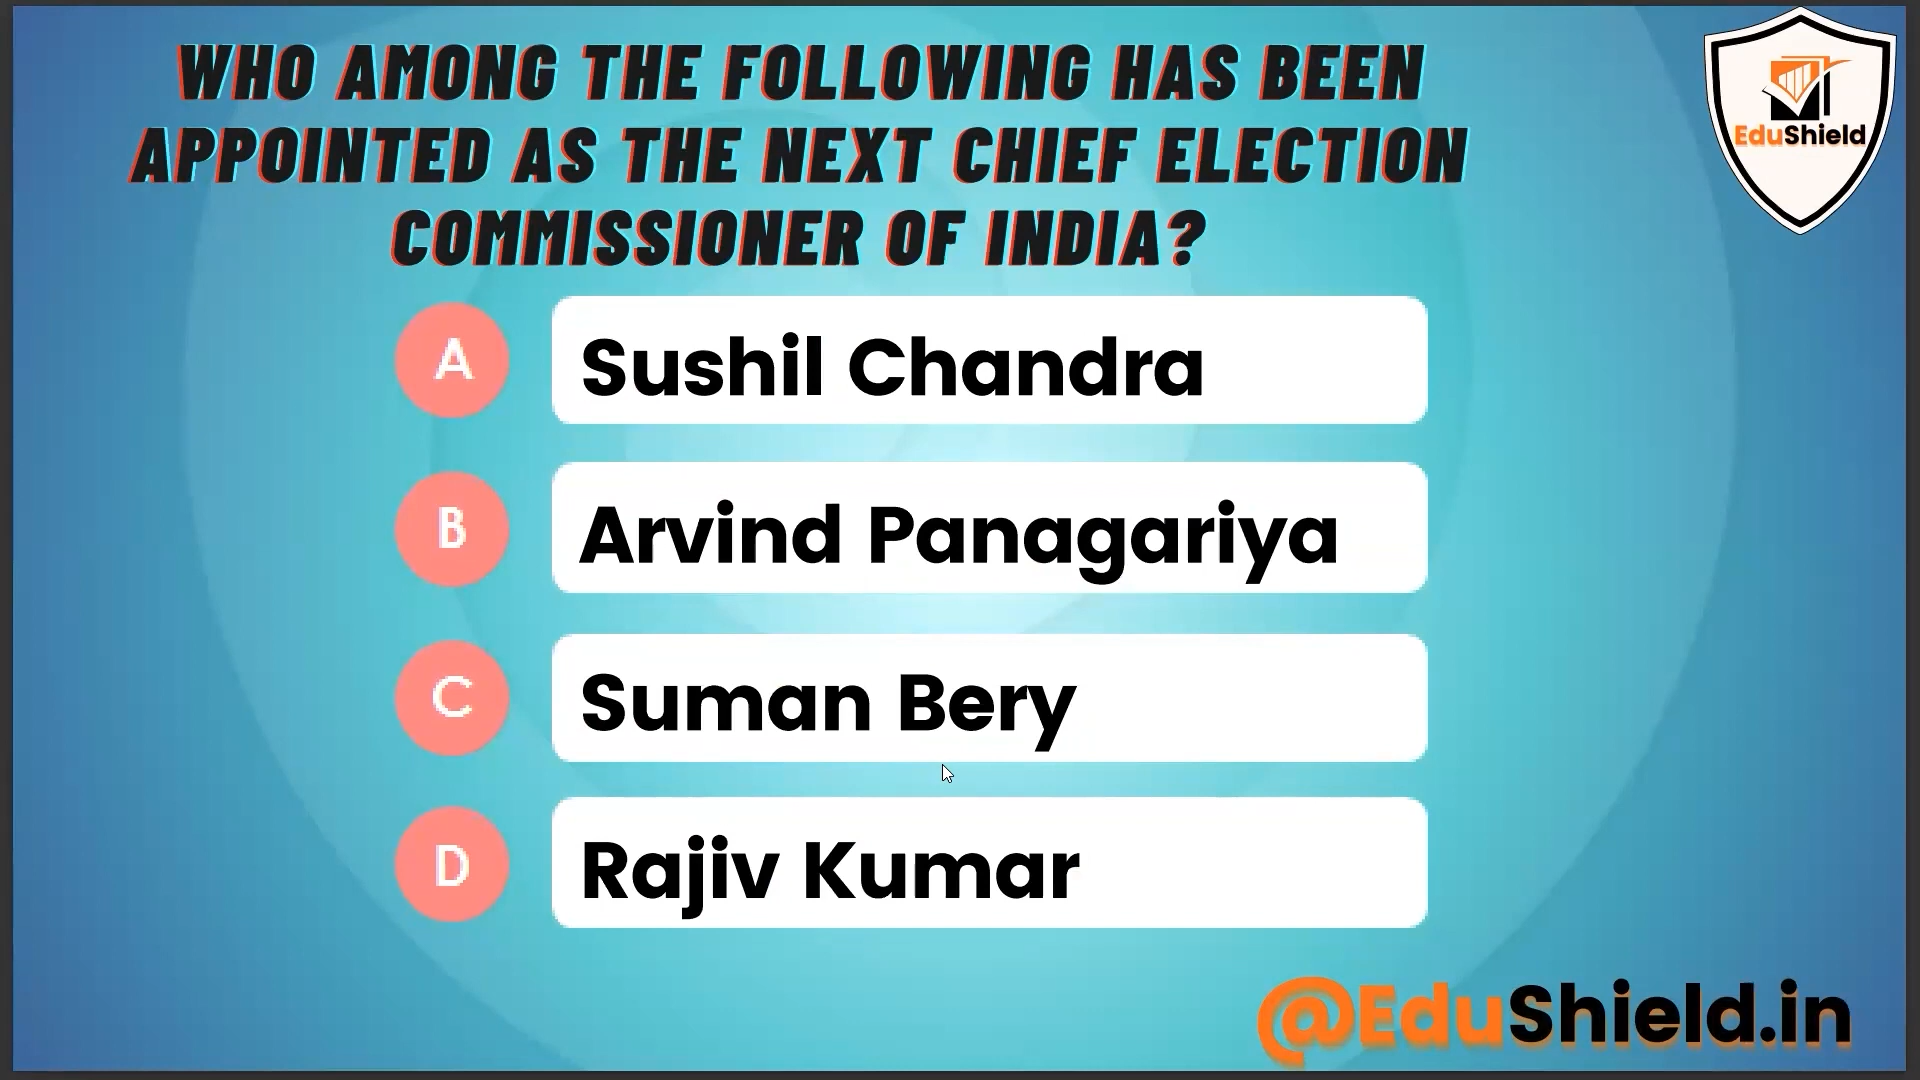 WHO AMONG THE FOLLOWING HAS BEEN
APPOINTED AS THE NEXT CHIEF ELECTION
COMMISSIONER OF INDIA?
EduShield
A
Sushil Chandra
B
Arvind Panagariya
C
Suman Bery
D
Rajiv Kumar
@EduShield.in